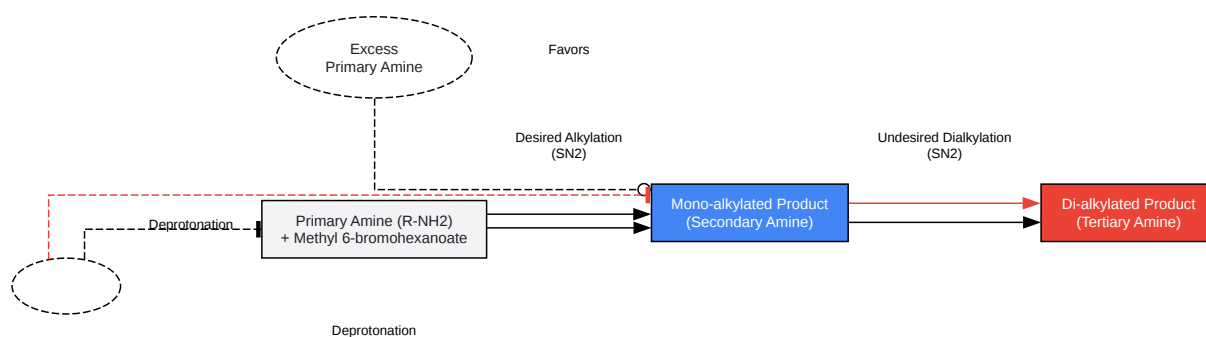 Excess
Primary Amine
Favors
Desired Alkylation
(SN2)
Undesired Dialkylation
(SN2)
Deprotonation
Primary Amine (R-NH2)
+ Methyl 6-bromohexanoate
Mono-alkylated Product
(Secondary Amine)
Di-alkylated Product
(Tertiary Amine)
Deprotonation